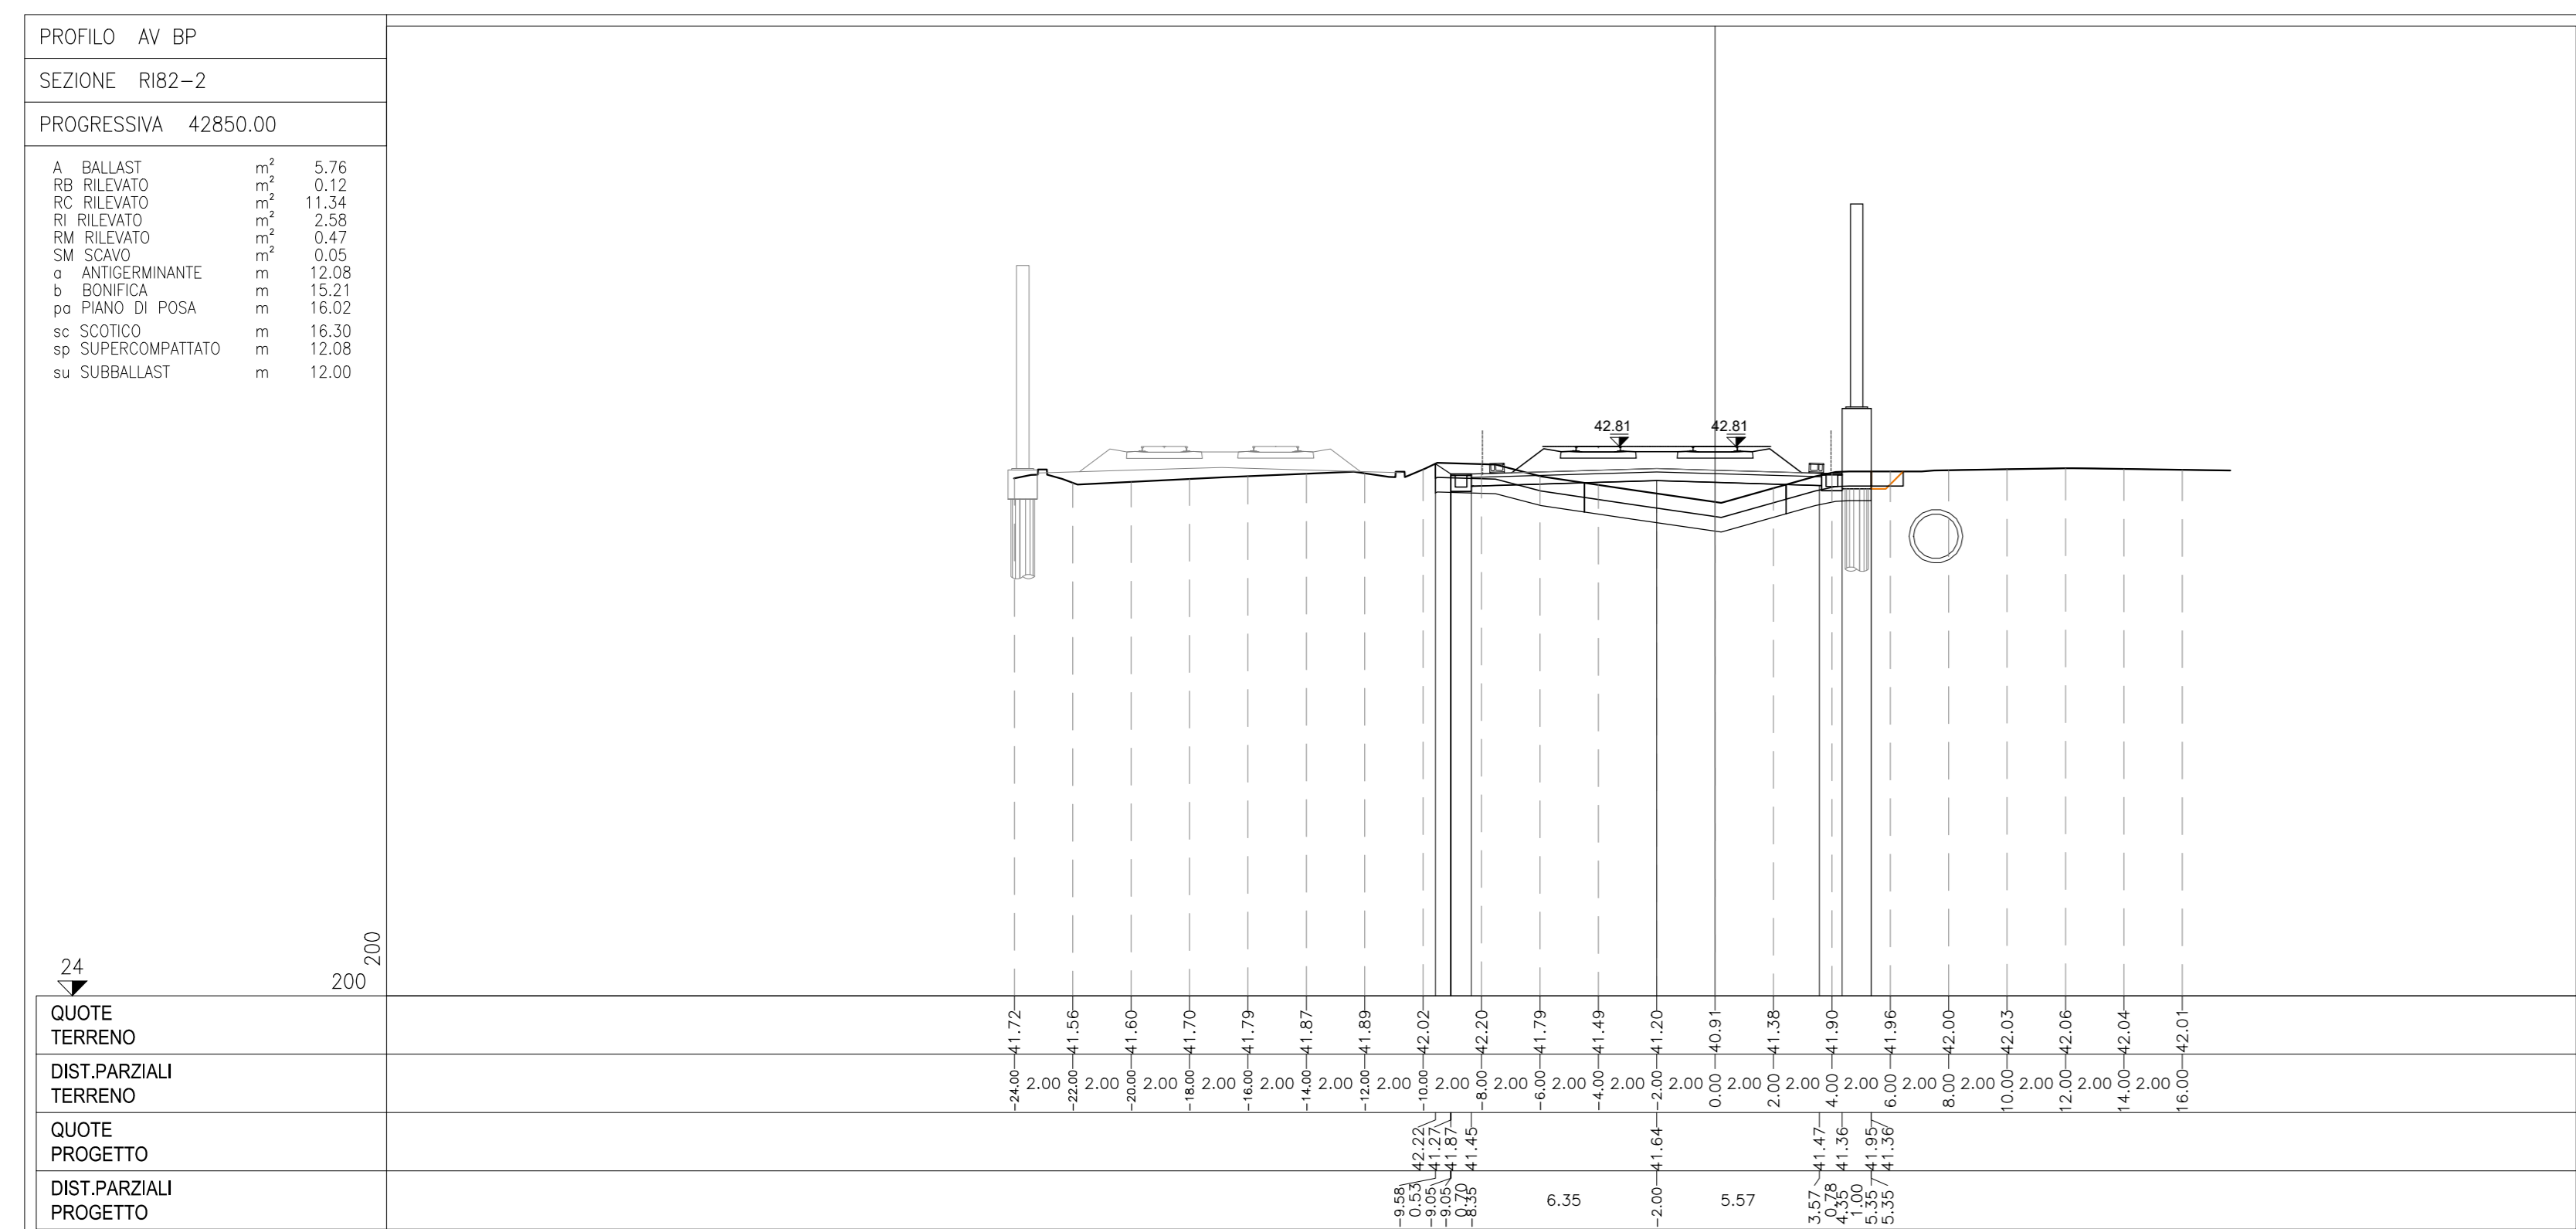 PROFILO AV BP
SEZIONE RI82-2
PROGRESSIVA 42850.00
A BALLAST m² 5.76
RB RILEVATO m² 0.12
RC RILEVATO m² 11.34
RI RILEVATO m² 2.58
RM RILEVATO m² 0.47
SM SCAVO m² 0.05
a ANTIGERMINANTE m 12.08
b BONIFICA m 15.21
pa PIANO DI POSA m 16.02
sc SCOTICO m 16.30
sp SUPERCOMPATTATO m 12.08
su SUBBALLAST m 12.00
42.81 42.81
24 200 200
QUOTE
TERRENO
41.72 41.56 41.60 41.70 41.79 41.87 41.89 42.02 42.20 41.79 41.49 41.20 40.91 41.38 41.90 41.96 42.00 42.03 42.06 42.04 42.01
DIST.PARZIALI
TERRENO
-24.00 2.00 -22.00 2.00 -20.00 2.00 -18.00 2.00 -16.00 2.00 -14.00 2.00 -12.00 2.00 -10.00 2.00 -8.00 2.00 -6.00 2.00 -4.00 2.00 -2.00 2.00 0.00 2.00 2.00 2.00 4.00 2.00 6.00 2.00 8.00 2.00 10.00 2.00 12.00 2.00 14.00 2.00 16.00
QUOTE
PROGETTO
42.22 41.27 41.87 41.45 41.64 41.47 41.36 41.95 41.36
DIST.PARZIALI
PROGETTO
-9.58 0.53 -9.05 -9.05 0.70 -8.35 6.35 -2.00 5.57 3.57 0.78 4.35 1.00 5.35 5.35